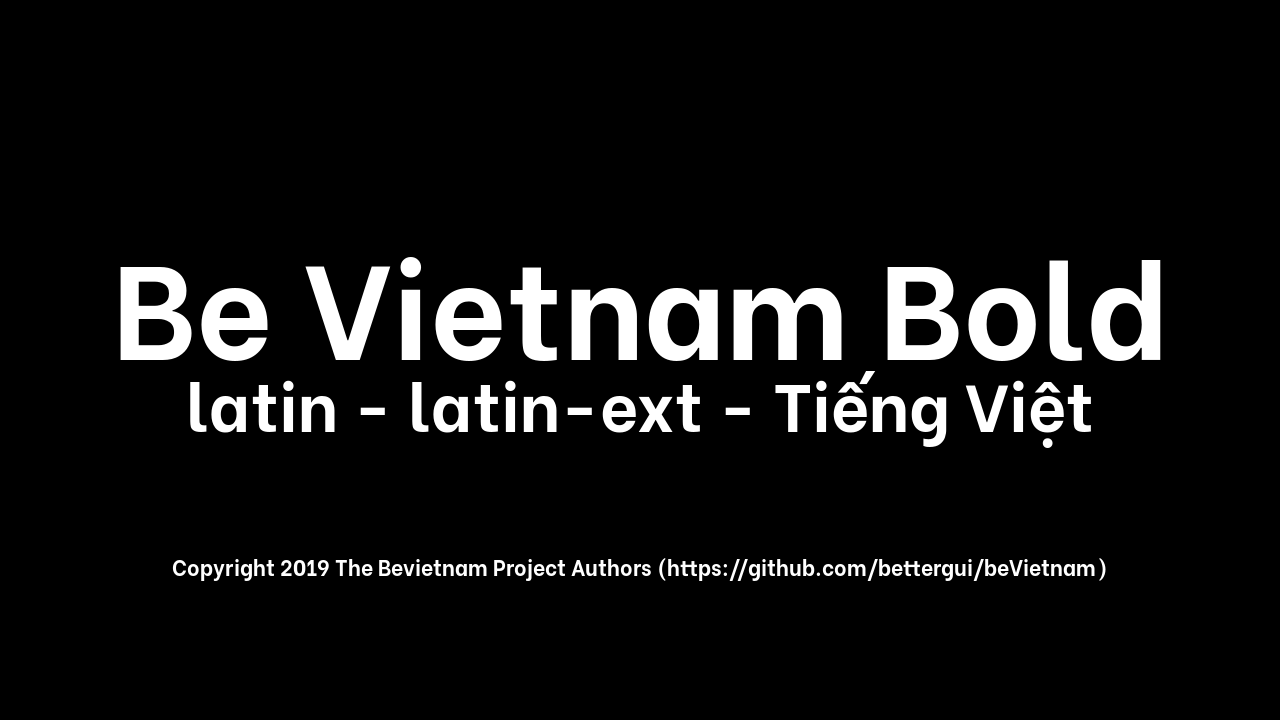 Be Vietnam Bold
latin - latin-ext - Tiếng Việt
Copyright 2019 The Bevietnam Project Authors (https://github.com/bettergui/beVietnam)